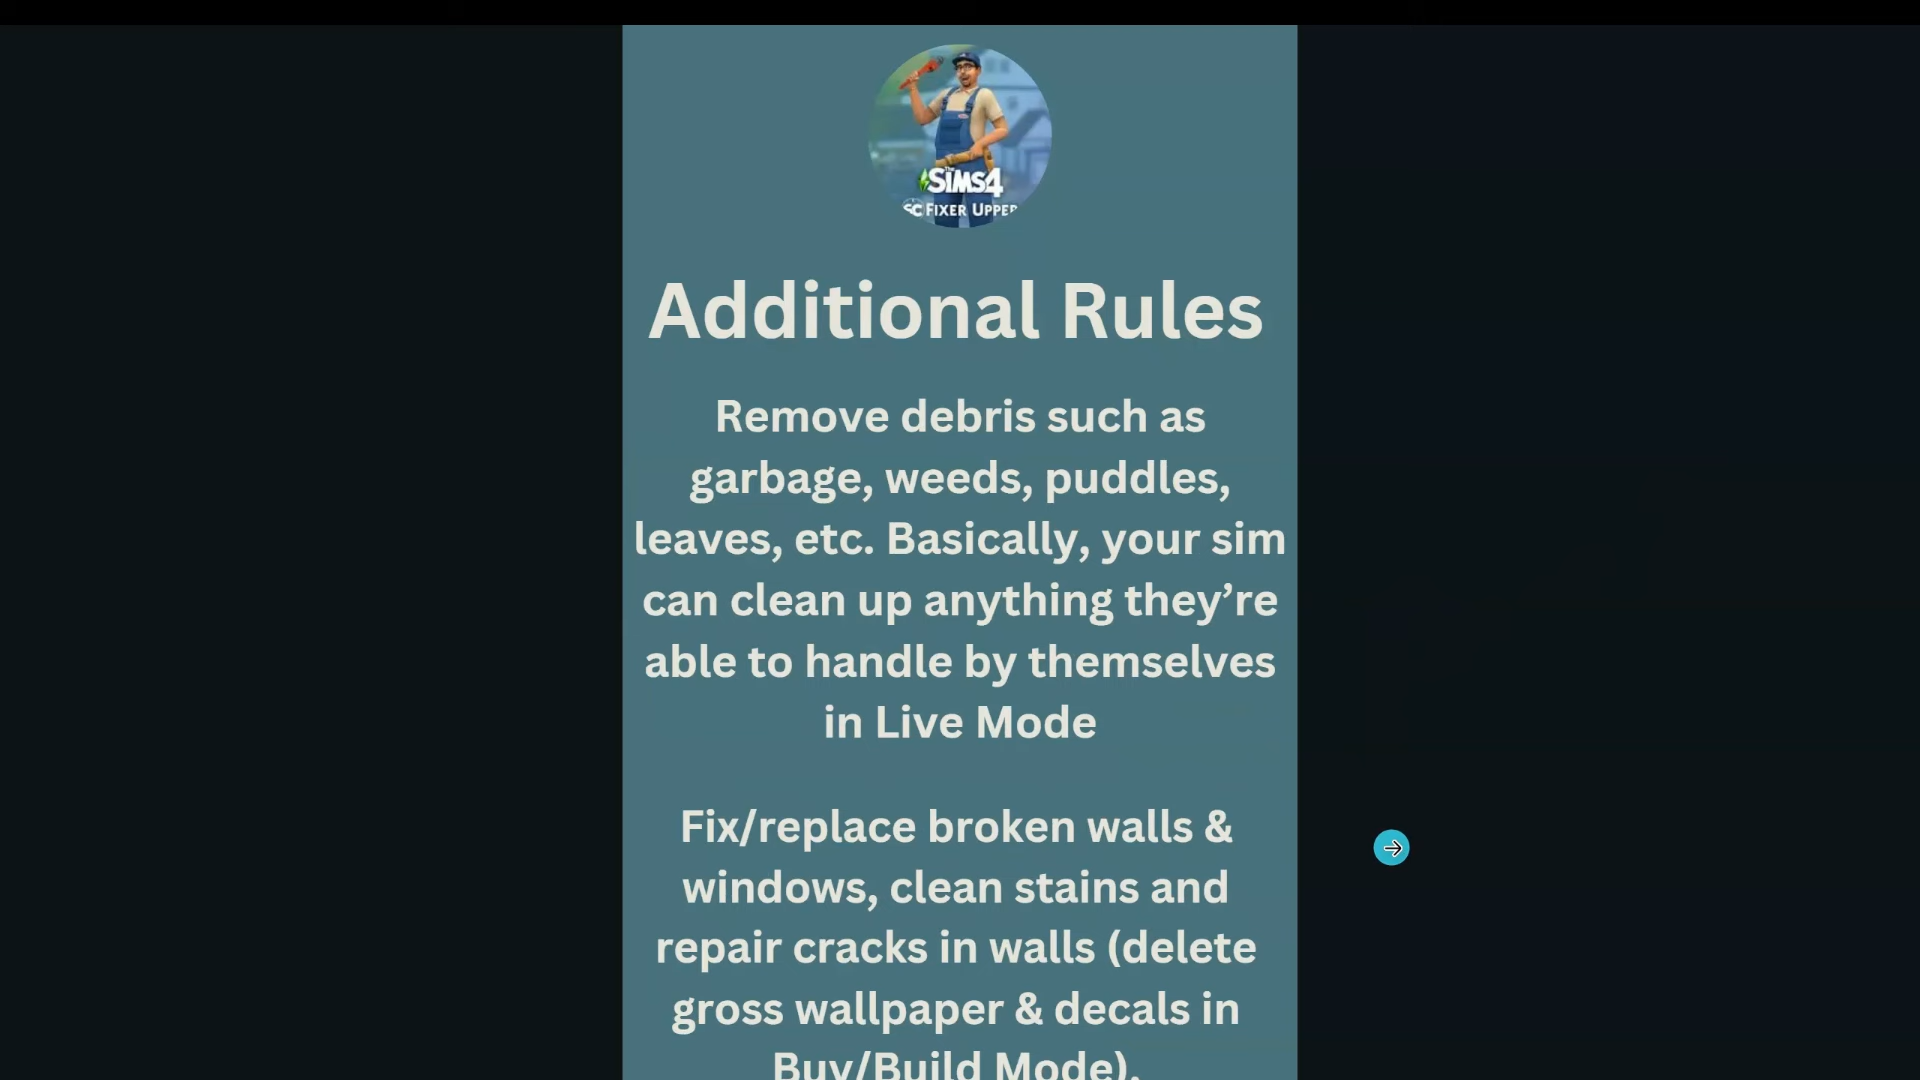 The
SIMS4
SC FIXER UPPER
Additional Rules
Remove debris such as
garbage, weeds, puddles,
leaves, etc. Basically, your sim
can clean up anything they’re
able to handle by themselves
in Live Mode
Fix/replace broken walls &
windows, clean stains and
repair cracks in walls (delete
gross wallpaper & decals in
Buy/Build Mode).